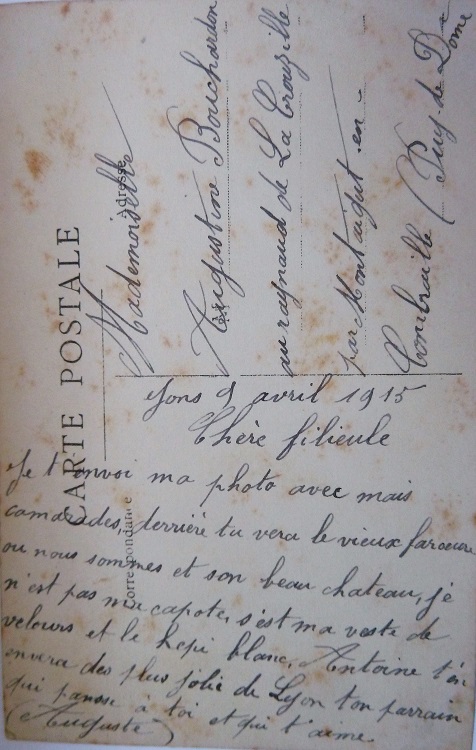 CARTE POSTALE
Correspondance
Adresse
Mademoiselle
Augustine Bouchardon
au raynaud de La Crouzille
par Montaigut -en-
Combraille (Puy-de-Dome
Jons 9 avril 1915
Chère filieule
Je t'envoi ma photo avec mais
camarades, derrière tu vera le vieux
ou nous sommes et son beau chateau, je
n'est pas ma capote, s'est ma veste de
velours et le kepi blanc, Antoine t'en
envera des plus jolie de Lyon ton parrain
qui pansse à toi et qui t'aime
(Auguste)